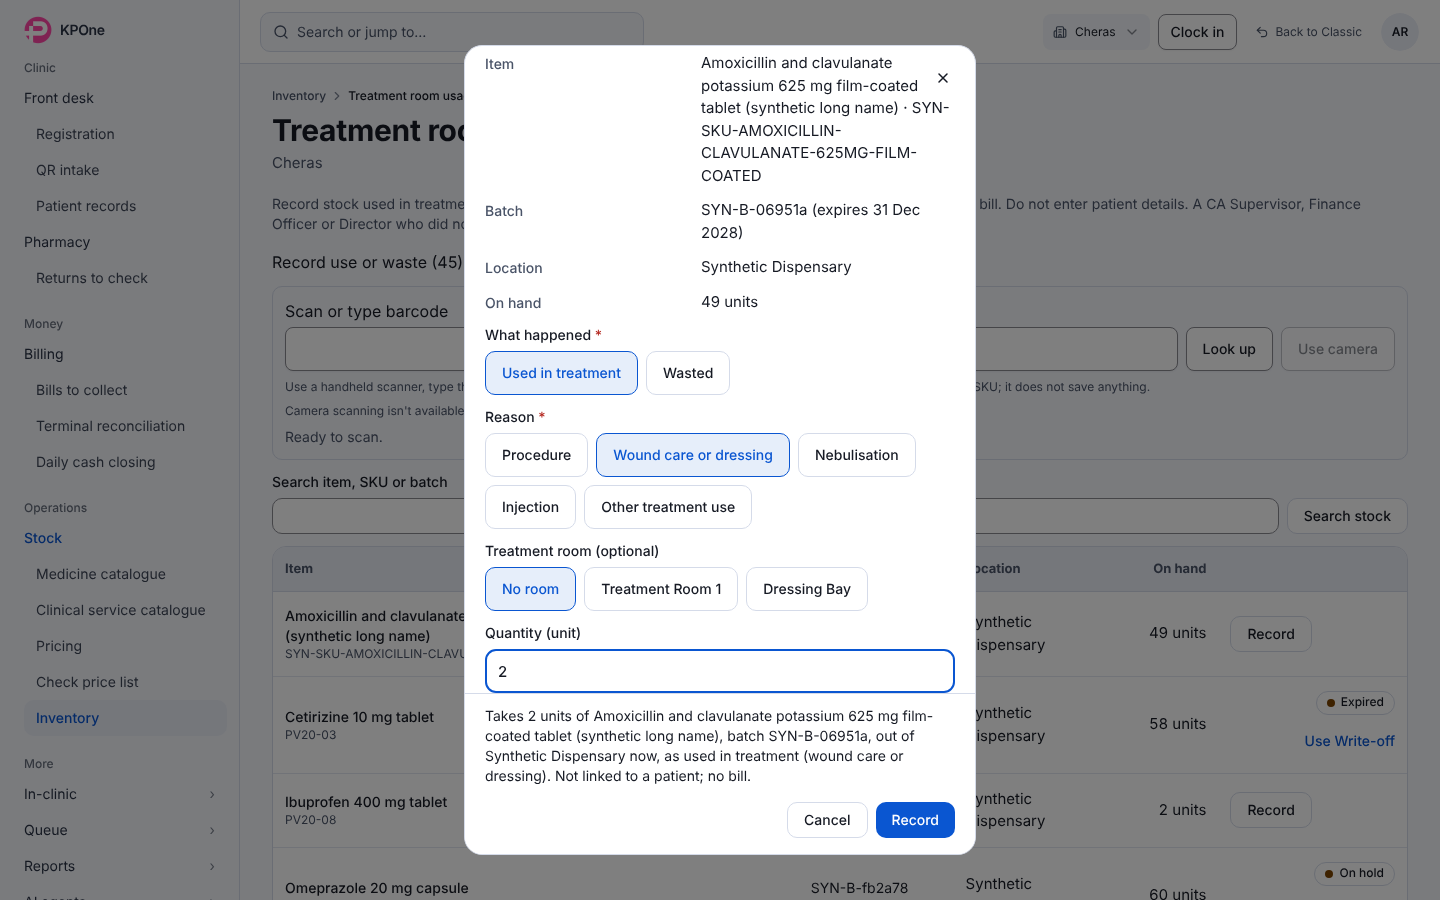 KPOne
Clinic
Front desk
Registration
QR intake
Patient records
Pharmacy
Returns to check
Money
Billing
Bills to collect
Terminal reconciliation
Daily cash closing
Operations
Stock
Medicine catalogue
Clinical service catalogue
Pricing
Check price list
Inventory
More
In-clinic
Queue
Reports
Search or jump to...
Cheras
Clock in
Back to Classic
AR
Inventory
Treatment room usa
Treatment roo
Cheras
Record stock used in treatme
bill. Do not enter patient details. A CA Supervisor, Finance
Officer or Director who did no
Record use or waste (45)
Scan or type barcode
Look up
Use camera
Use a handheld scanner, type th
SKU; it does not save anything.
Camera scanning isn't available
Ready to scan.
Search item, SKU or batch
Search stock
Item
ocation
On hand
Amoxicillin and clavulanate
(synthetic long name)
SYN-SKU-AMOXICILLIN-CLAVU
ynthetic
ispensary
49 units
Record
Cetirizine 10 mg tablet
PV20-03
ynthetic
ispensary
58 units
Expired
Use Write-off
Ibuprofen 400 mg tablet
PV20-08
ynthetic
ispensary
2 units
Record
Omeprazole 20 mg capsule
SYN-B-fb2a78
Synthetic
60 units
On hold
Item
Amoxicillin and clavulanate
potassium 625 mg film-coated
tablet (synthetic long name) · SYN-
SKU-AMOXICILLIN-
CLAVULANATE-625MG-FILM-
COATED
Batch
SYN-B-06951a (expires 31 Dec
2028)
Location
Synthetic Dispensary
On hand
49 units
What happened *
Used in treatment
Wasted
Reason *
Procedure
Wound care or dressing
Nebulisation
Injection
Other treatment use
Treatment room (optional)
No room
Treatment Room 1
Dressing Bay
Quantity (unit)
2
Takes 2 units of Amoxicillin and clavulanate potassium 625 mg film-
coated tablet (synthetic long name), batch SYN-B-06951a, out of
Synthetic Dispensary now, as used in treatment (wound care or
dressing). Not linked to a patient; no bill.
Cancel
Record